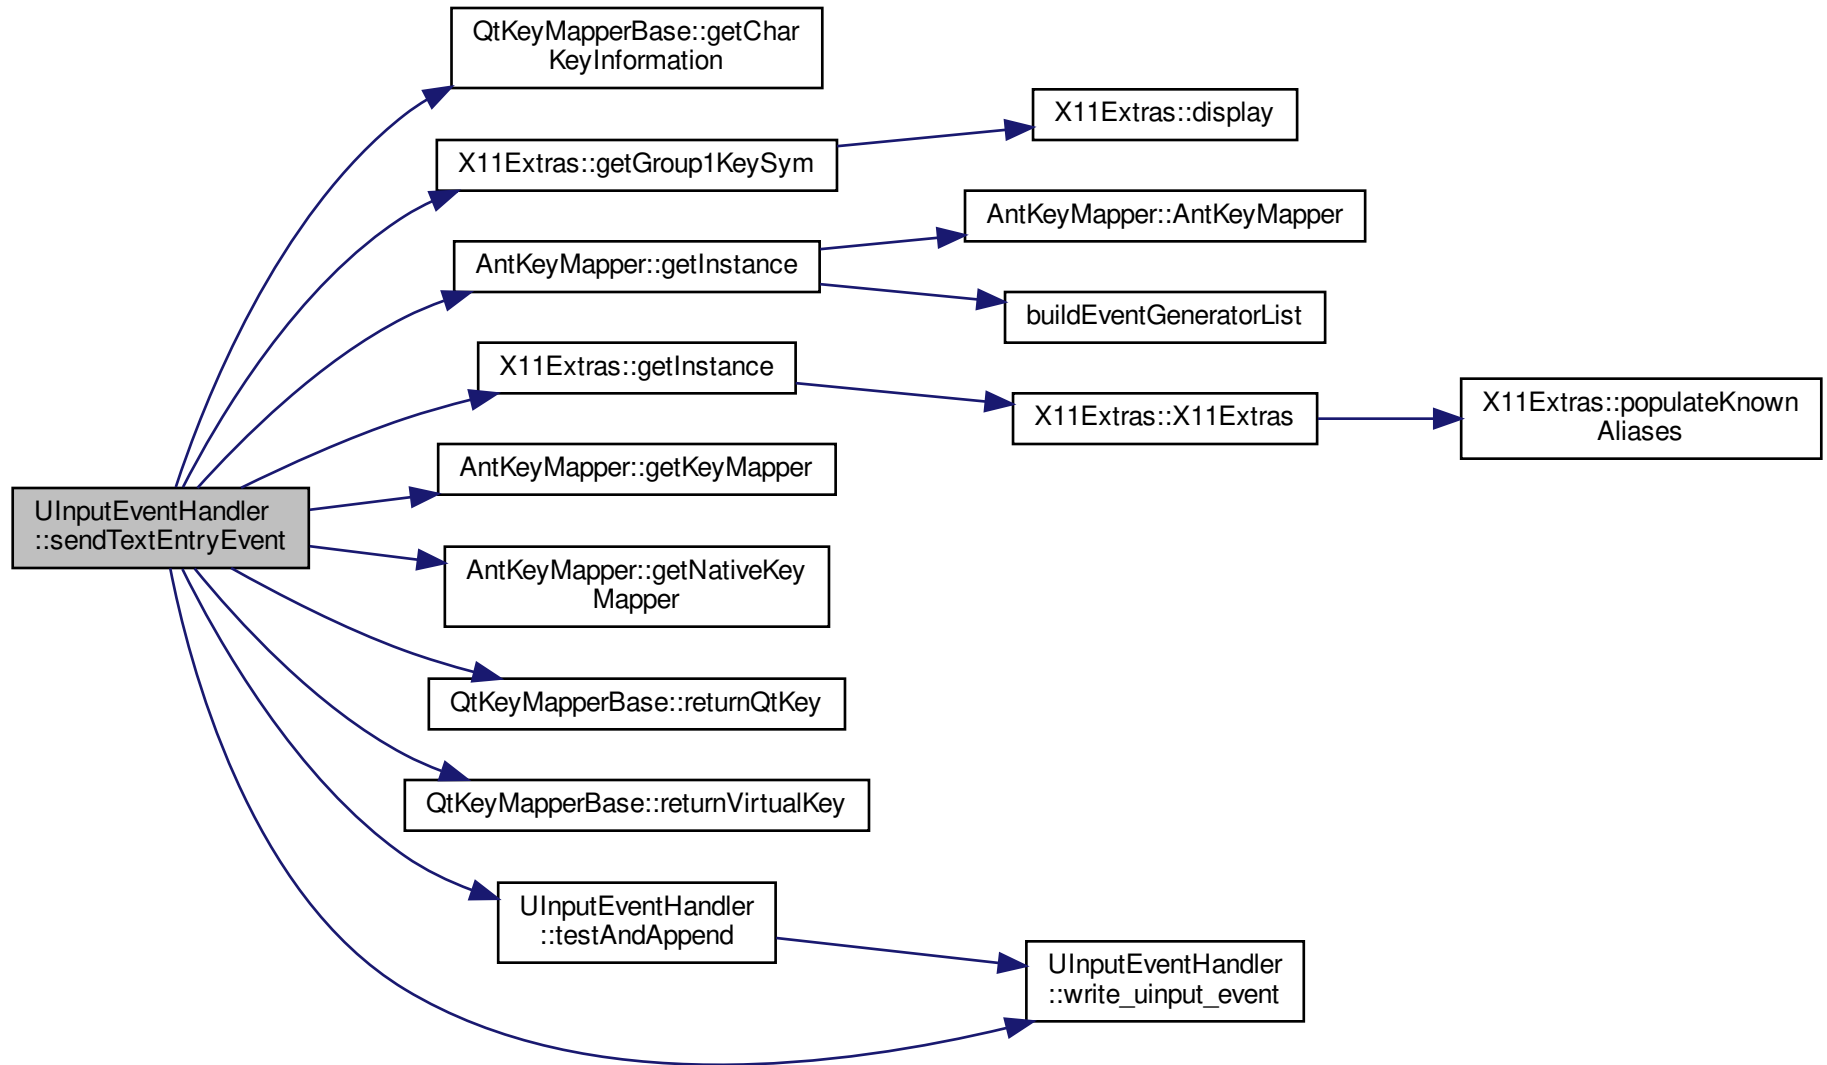 QtKeyMapperBase::getChar
KeyInformation
X11Extras::display
X11Extras::getGroup1KeySym
AntKeyMapper::AntKeyMapper
AntKeyMapper::getInstance
buildEventGeneratorList
X11Extras::getInstance
X11Extras::X11Extras
X11Extras::populateKnown
Aliases
AntKeyMapper::getKeyMapper
UInputEventHandler
::sendTextEntryEvent
AntKeyMapper::getNativeKey
Mapper
QtKeyMapperBase::returnQtKey
QtKeyMapperBase::returnVirtualKey
UInputEventHandler
::testAndAppend
UInputEventHandler
::write_uinput_event